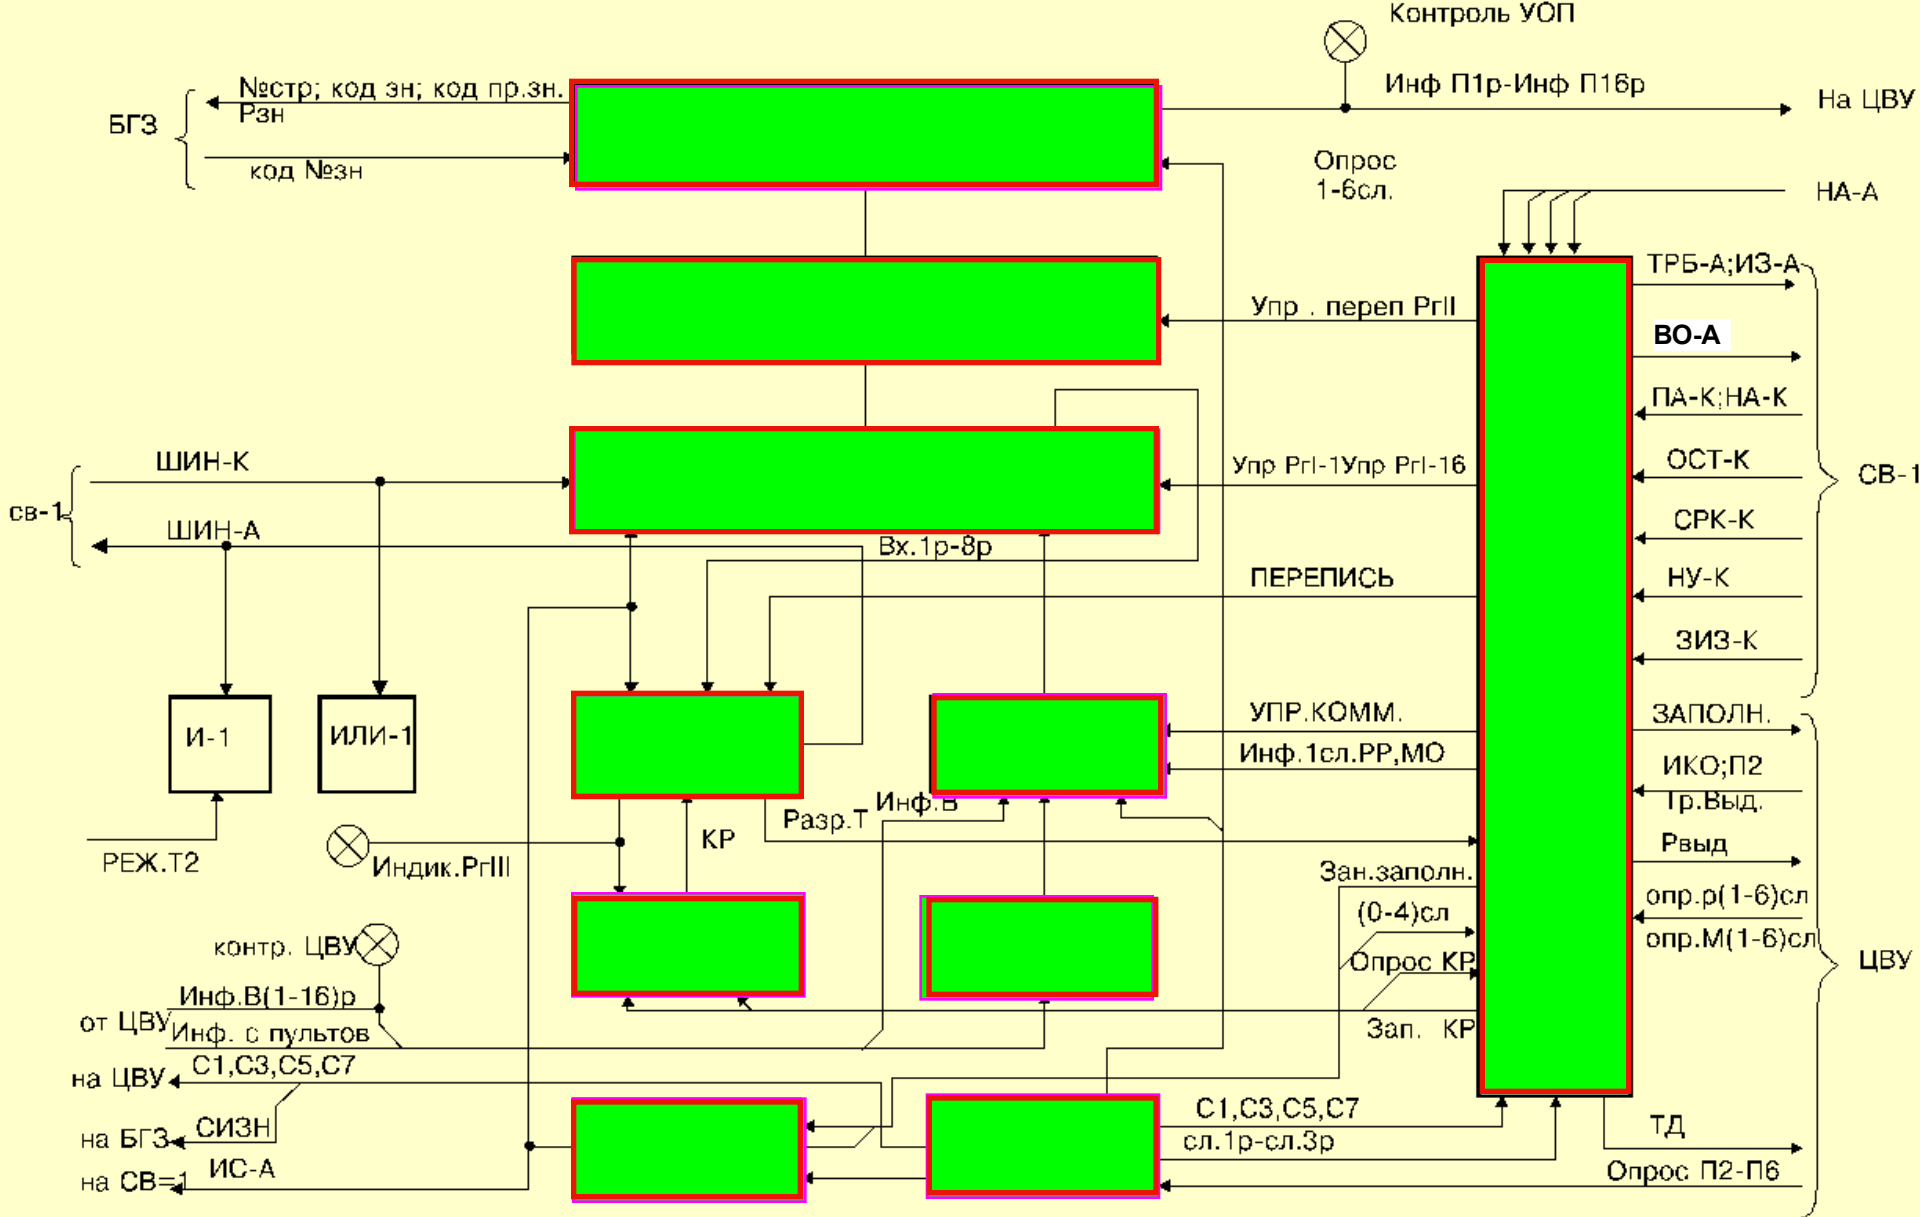 Контроль УОП
№стр; код зн; код пр.зн.
Рзн
Инф П1р-Инф П16р
На ЦВУ
БГЗ
код №зн
Опрос
1-6сл.
НА-А
ТРБ-А;ИЗ-А
Упр . переп РгII
ВО-А
ПА-К;НА-К
ШИН-К
Упр РгI-1Упр РгI-16
ОСТ-К
СВ-1
св-1
ШИН-А
Вх.1р-8р
СРК-К
ПЕРЕПИСЬ
НУ-К
ЗИЗ-К
И-1
ИЛИ-1
УПР.КОММ.
ЗАПОЛН.
Инф.1сл.РР,МО
ИКО;П2
Тр.Выд.
Инф.В
Разр.Т
КР
РЕЖ.Т2
Индик.РгIII
Рвыд
Зан.заполн.
опр.р(1-6)сл
(0-4)сл
опр.М(1-6)сл
контр. ЦВУ
Опрос КР
ЦВУ
Инф.В(1-16)р
от ЦВУ
Инф. с пультов
Зап. КР
на ЦВУ
С1,С3,С5,С7
С1,С3,С5,С7
на БГЗ
СИЗН
сл.1р-сл.3р
ТД
на СВ=1
ИС-А
Опрос П2-П6